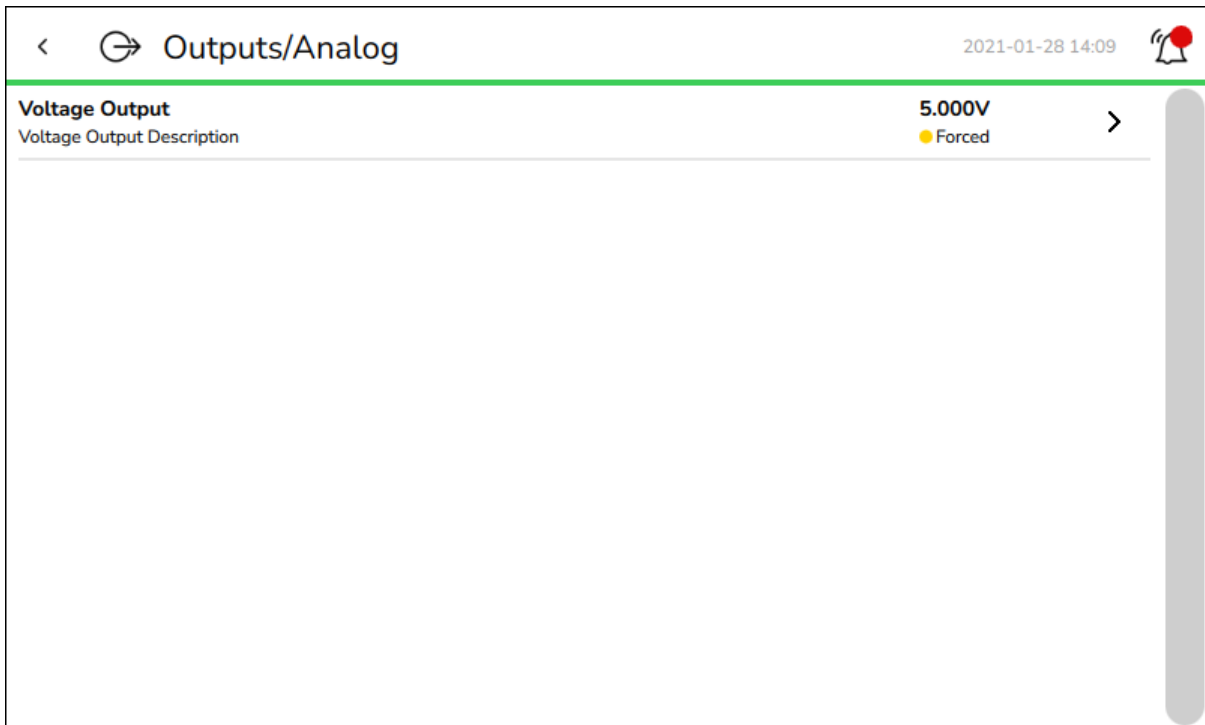 Outputs/Analog
2021-01-28 14:09
Voltage Output
5.000V
Voltage Output Description
Forced